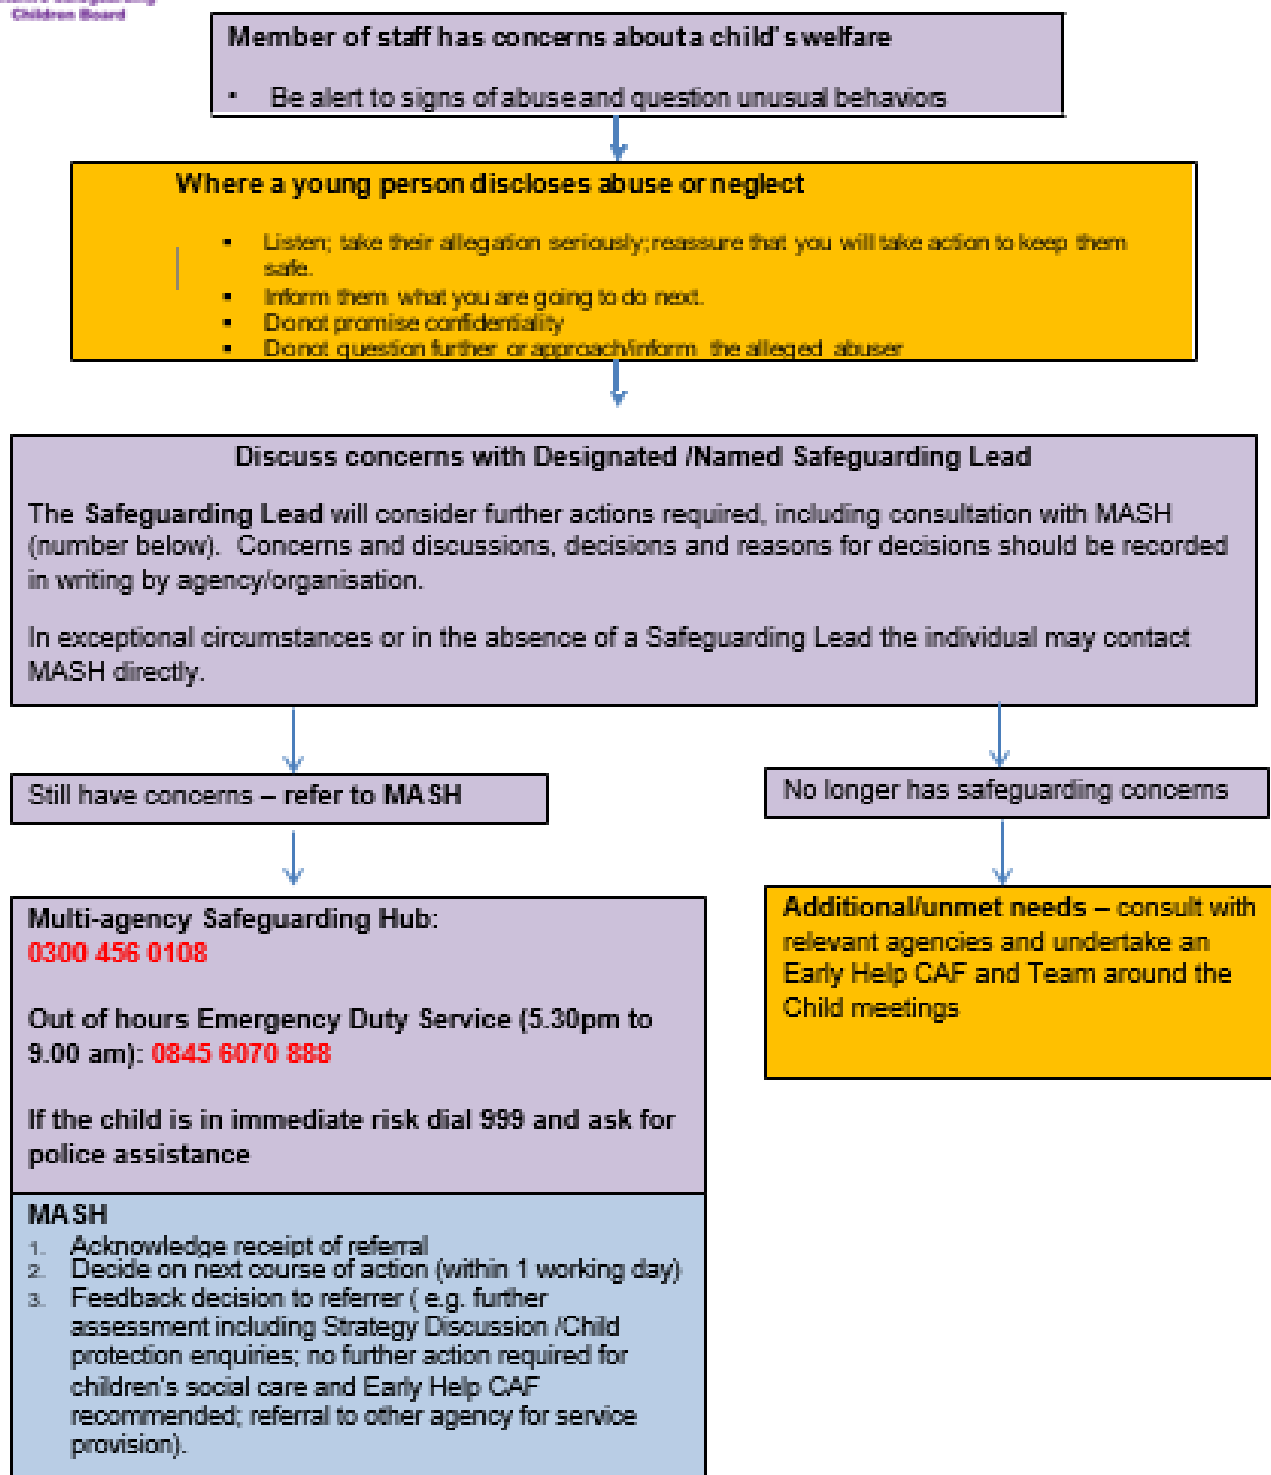 Safeguarding
Children Board
Member of staff has concerns about a child's welfare
• Be alert to signs of abuse and question unusual behaviors
Where a young person discloses abuse or neglect
▪ Listen; take their allegation seriously; reassure that you will take action to keep them
safe.
▪ Inform them what you are going to do next.
▪ Do not promise confidentiality
▪ Do not question further or approach/inform the alleged abuser
Discuss concerns with Designated /Named Safeguarding Lead
The Safeguarding Lead will consider further actions required, including consultation with MASH
(number below). Concerns and discussions, decisions and reasons for decisions should be recorded
in writing by agency/organisation.
In exceptional circumstances or in the absence of a Safeguarding Lead the individual may contact
MASH directly.
Still have concerns – refer to MASH
No longer has safeguarding concerns
Multi-agency Safeguarding Hub:
0300 456 0108
Out of hours Emergency Duty Service (5.30pm to
9.00 am): 0845 6070 888
If the child is in immediate risk dial 999 and ask for
police assistance
Additional/unmet needs – consult with
relevant agencies and undertake an
Early Help CAF and Team around the
Child meetings
MASH
1. Acknowledge receipt of referral
2. Decide on next course of action (within 1 working day)
3. Feedback decision to referrer ( e.g. further
assessment including Strategy Discussion /Child
protection enquiries; no further action required for
children's social care and Early Help CAF
recommended; referral to other agency for service
provision).